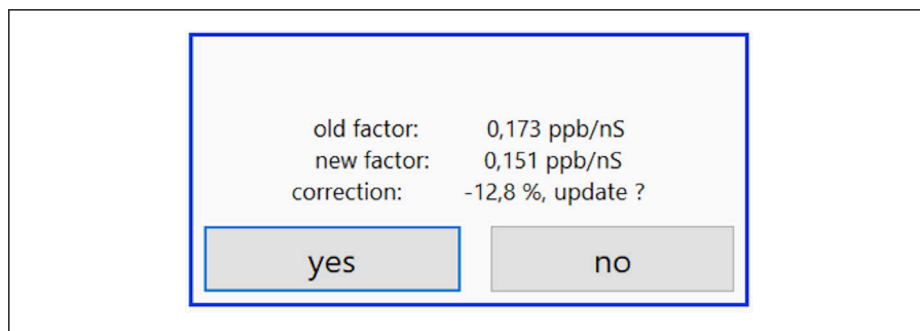 old factor: 0,173 ppb/nS
new factor: 0,151 ppb/nS
correction: -12,8 %, update ?
yes no